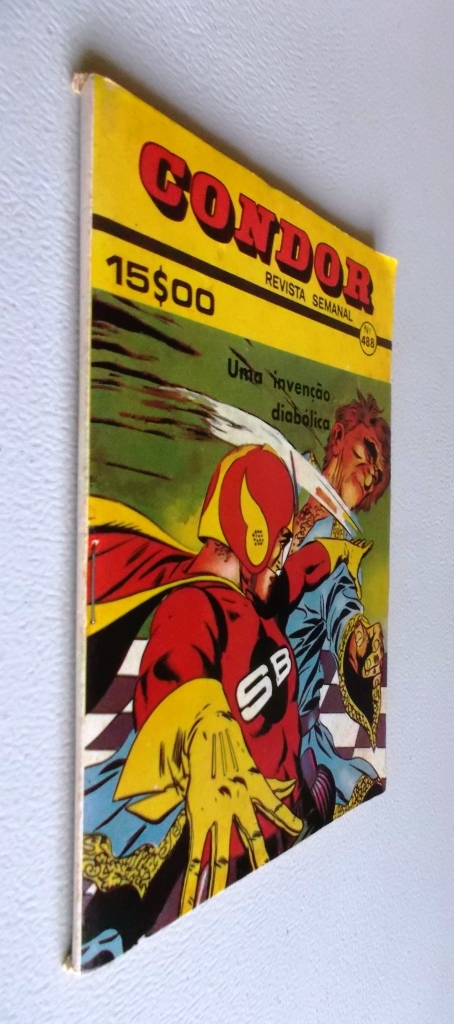 CONDOR
REVISTA SEMANAL
Nº 488
15$00
Uma invenção
diabólica
SB